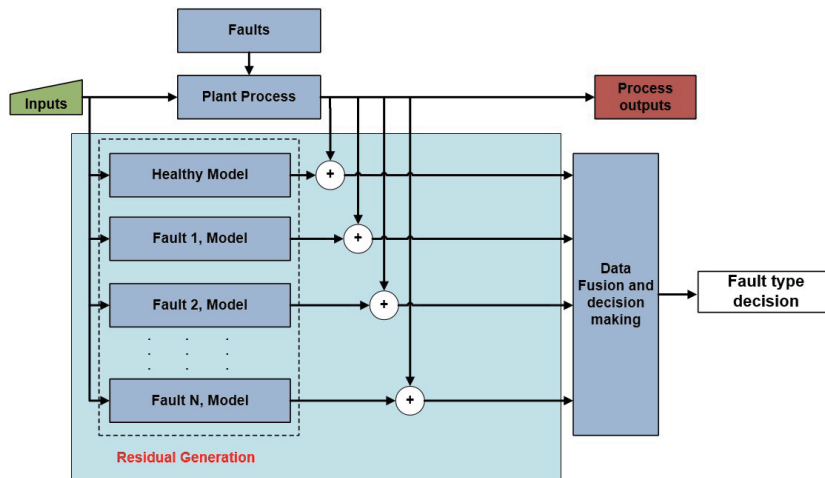 Faults
Inputs
Plant Process
Process
outputs
Healthy Model
+
Fault 1, Model
+
Fault 2, Model
+
. . .
. . .
. . .
Fault N, Model
+
Data
Fusion and
decision
making
Fault type
decision
Residual Generation